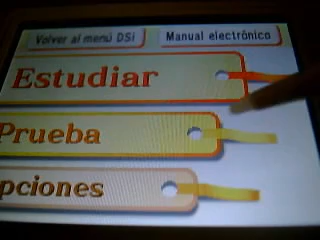 Volver al menú DSi
Manual electrónico
Estudiar
Prueba
pciones